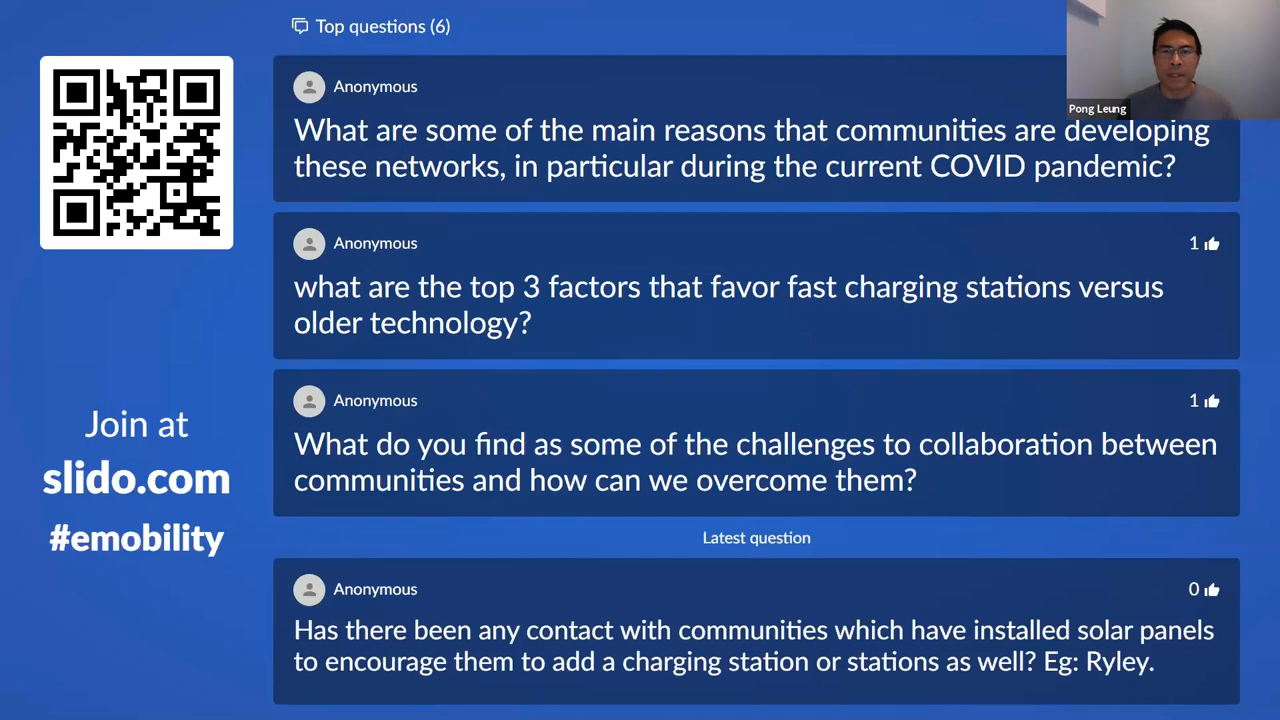 Top questions (6)
Anonymous
What are some of the main reasons that communities are developing
these networks, in particular during the current COVID pandemic?
Pong Leung
Anonymous
1
what are the top 3 factors that favor fast charging stations versus
older technology?
Anonymous
1
What do you find as some of the challenges to collaboration between
communities and how can we overcome them?
Latest question
Anonymous
0
Has there been any contact with communities which have installed solar panels
to encourage them to add a charging station or stations as well? Eg: Ryley.
Join at
slido.com
#emobility